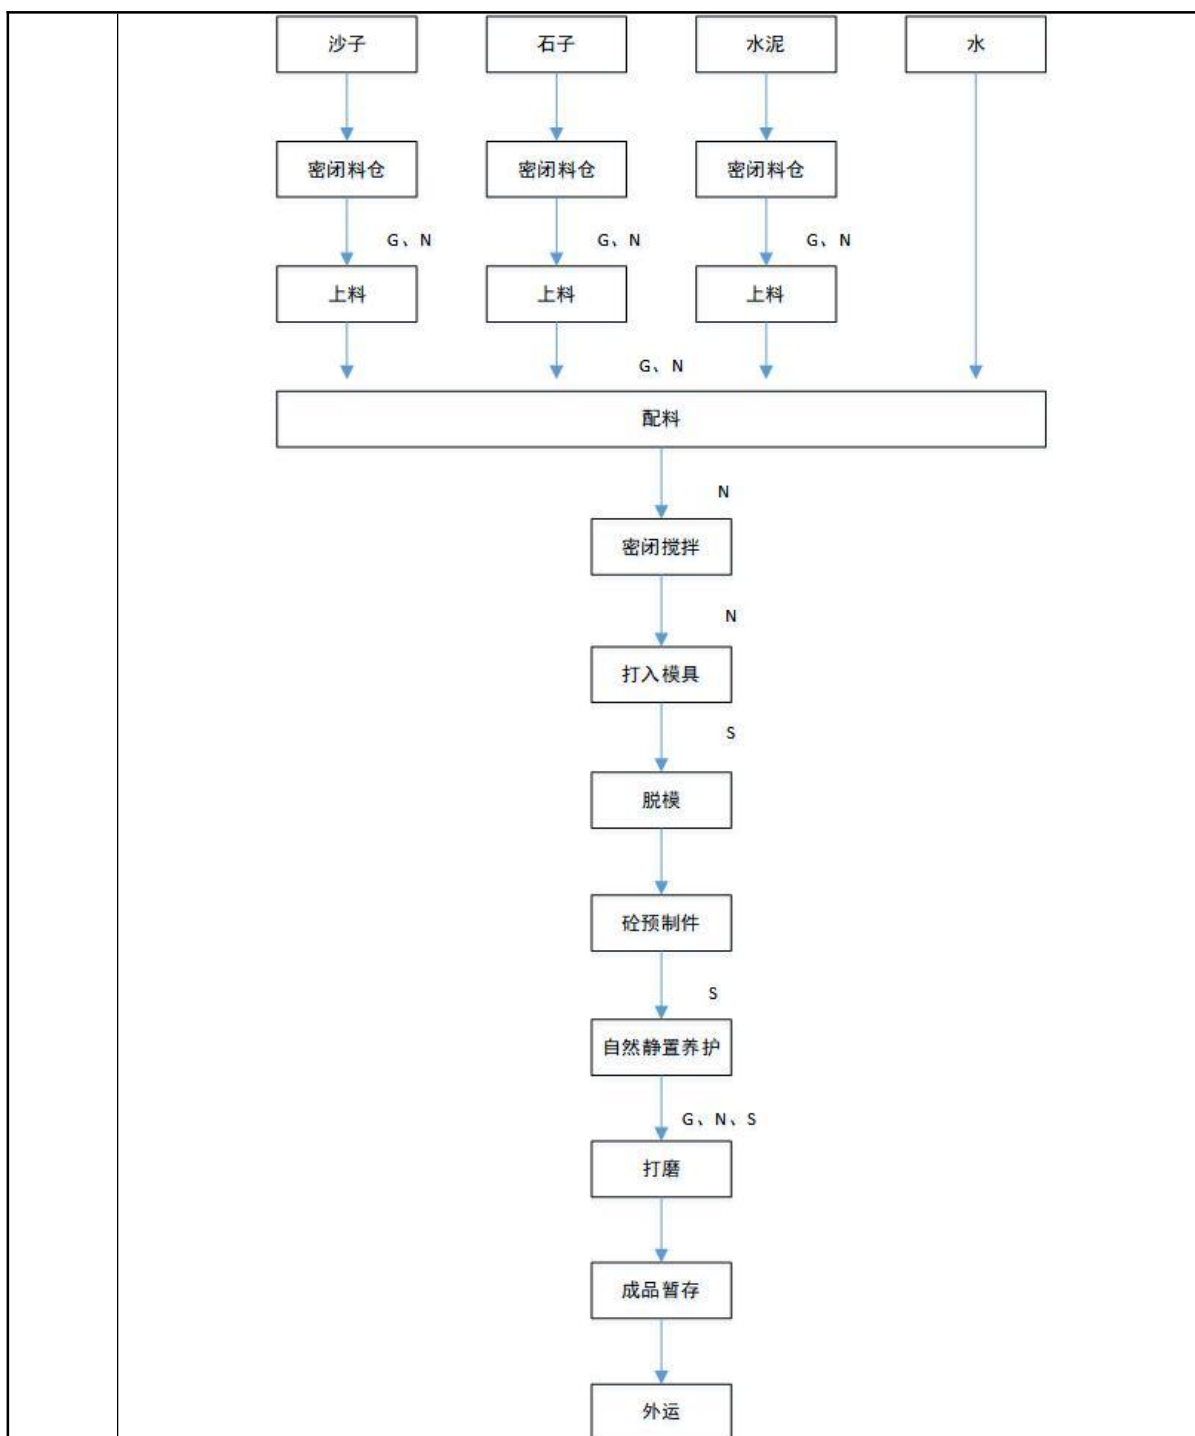 沙子 石子 水泥 水
密闭料仓 密闭料仓 密闭料仓
G、N G、N G、N
上料 上料 上料
G、N
配料
N
密闭搅拌
N
打入模具
S
脱模
砼预制件
S
自然静置养护
G、N、S
打磨
成品暂存
外运